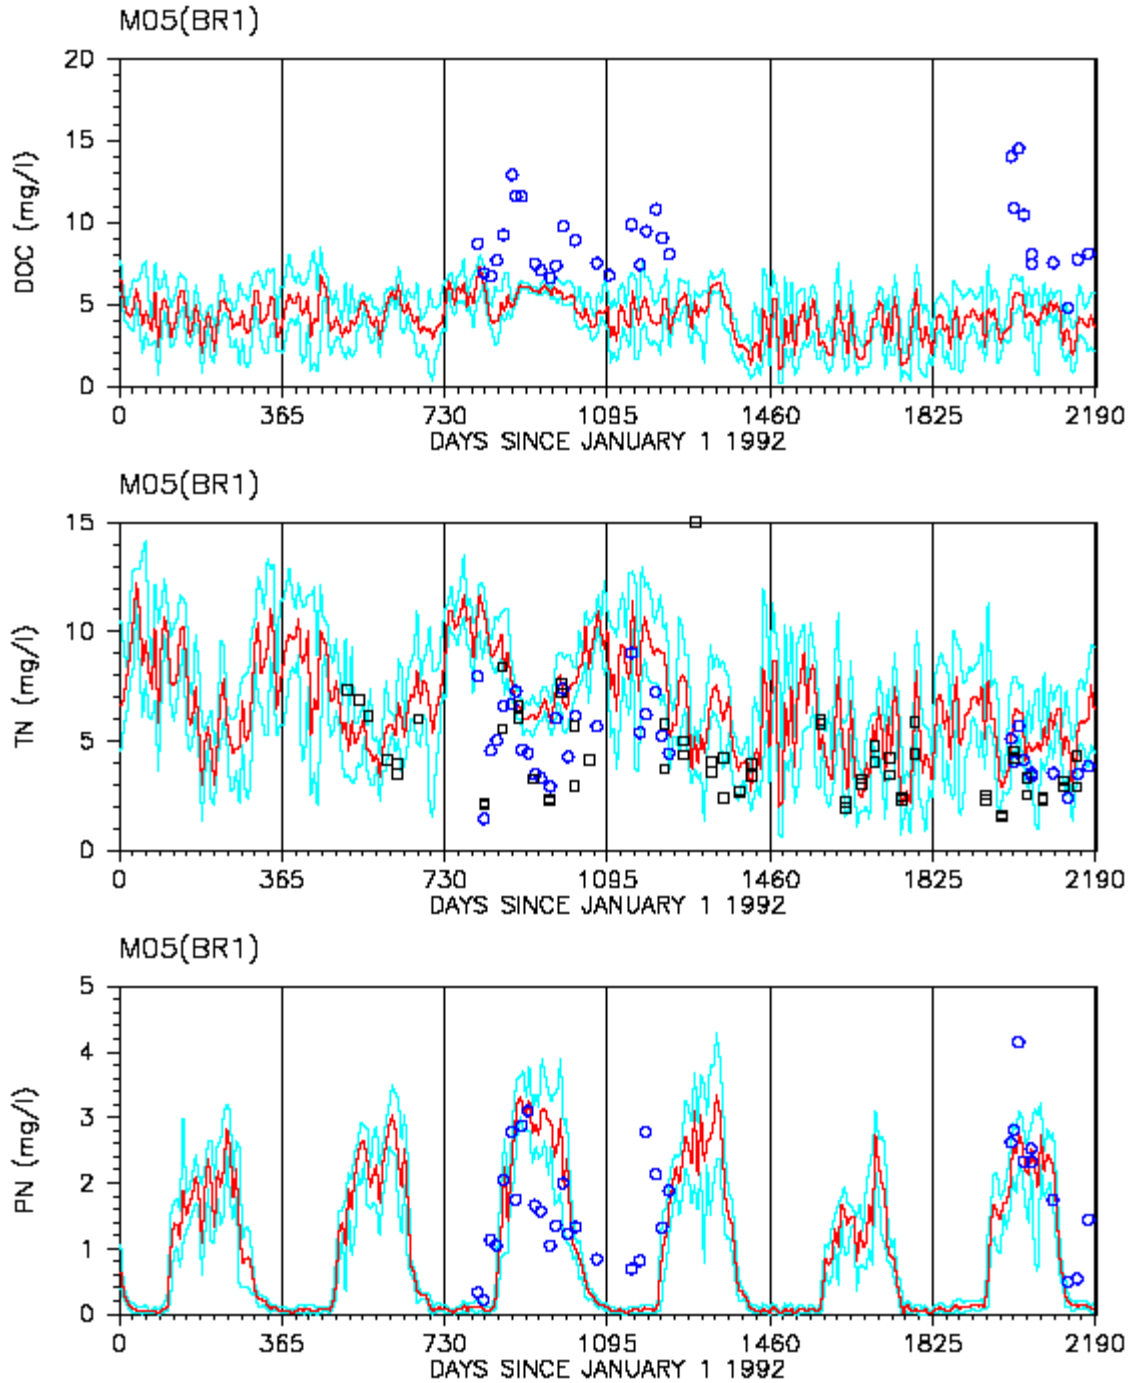 M05(BR1)
20
15
10
5
0
DOC (mg/l)
0 365 730 1095 1460 1825 2190
DAYS SINCE JANUARY 1 1992
M05(BR1)
15
10
5
0
TN (mg/l)
0 365 730 1095 1460 1825 2190
DAYS SINCE JANUARY 1 1992
M05(BR1)
5
4
3
2
1
0
PN (mg/l)
0 365 730 1095 1460 1825 2190
DAYS SINCE JANUARY 1 1992